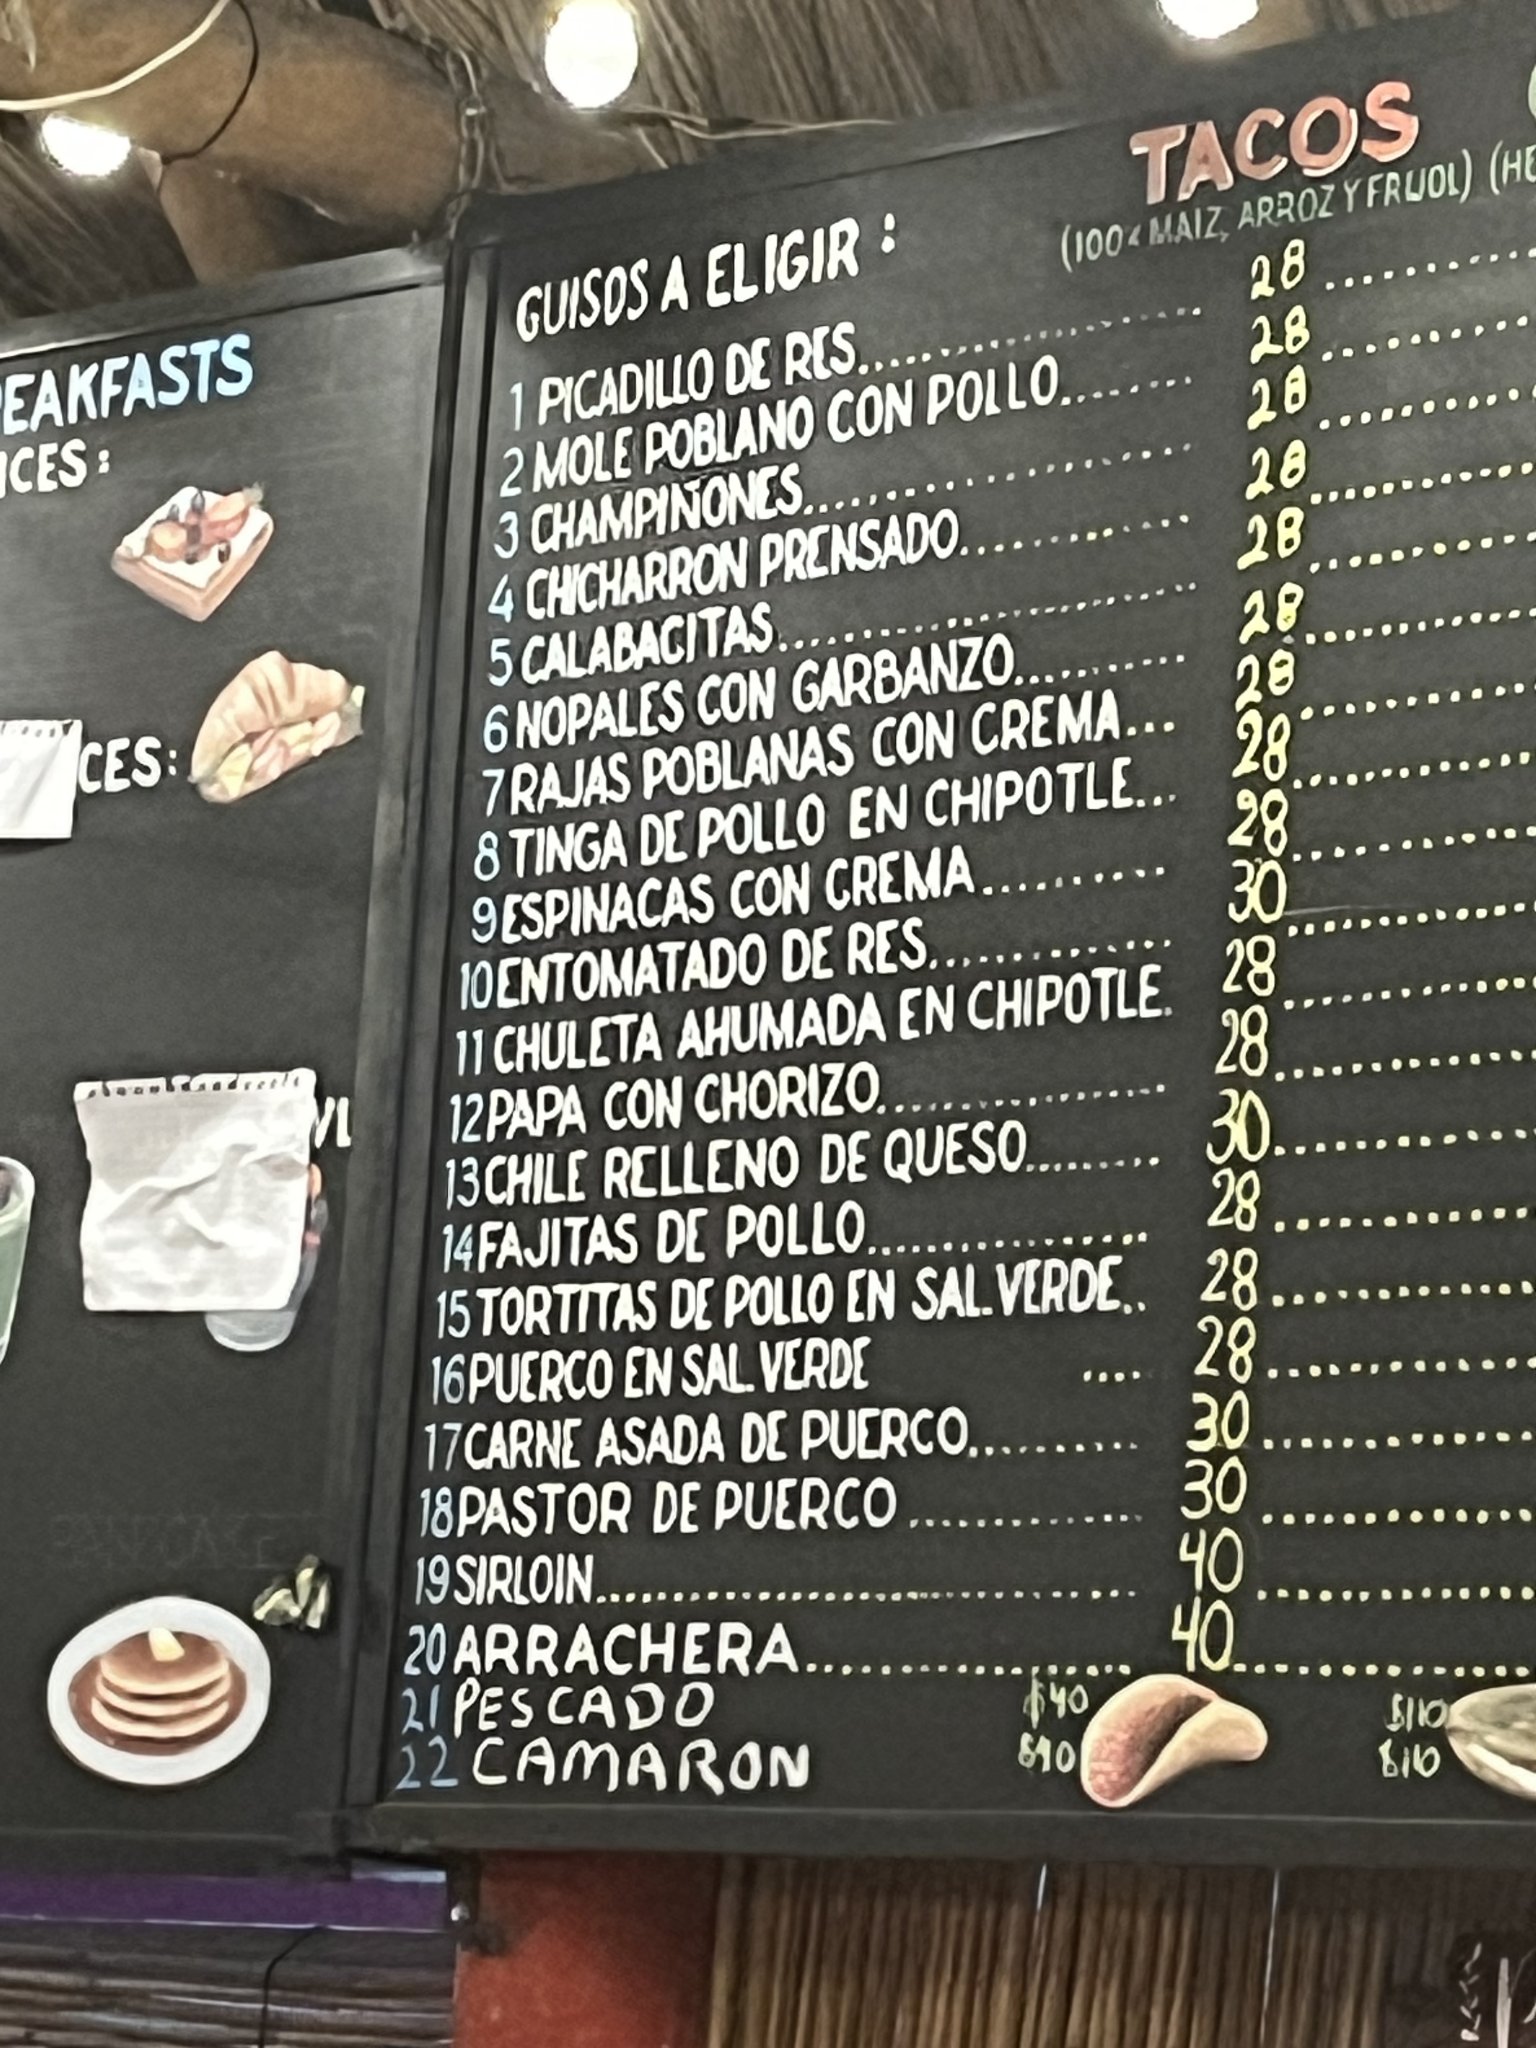 TACOS
(100% MAIZ, ARROZ Y FRIJOL) (HE
GUISOS A ELIGIR :
1 PICADILLO DE RES.......................... 28
2 MOLE POBLANO CON POLLO......... 28
3 CHAMPIÑONES........................... 28
4 CHICHARRON PRENSADO............... 28
5 CALABACITAS............................. 28
6 NOPALES CON GARBANZO........... 28
7 RAJAS POBLANAS CON CREMA... 28
8 TINGA DE POLLO EN CHIPOTLE... 28
9 ESPINACAS CON CREMA........... 28
10 ENTOMATADO DE RES.............. 30
11 CHULETA AHUMADA EN CHIPOTLE. 28
12 PAPA CON CHORIZO.................. 28
13 CHILE RELLENO DE QUESO......... 30
14 FAJITAS DE POLLO.................. 28
15 TORTITAS DE POLLO EN SAL.VERDE.. 28
16 PUERCO EN SAL.VERDE .... 28
17 CARNE ASADA DE PUERCO.......... 30
18 PASTOR DE PUERCO ............... 30
19 SIRLOIN................................... 40
20 ARRACHERA........................... 40
21 PESCADO $40 $110
22 CAMARON $40 $110
EAKFASTS
ICES:
CES: